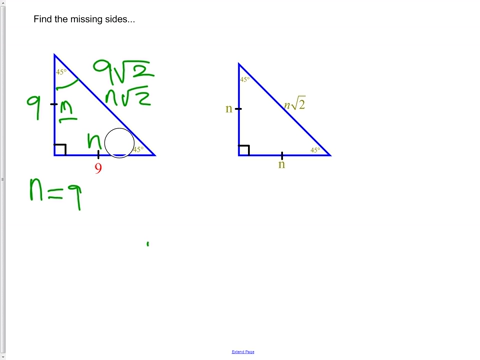 Find the missing sides...
45° 9√2
n√2
9 n
n 45°
9
n = 9
45°
n√2
n
45°
n
Extend Page